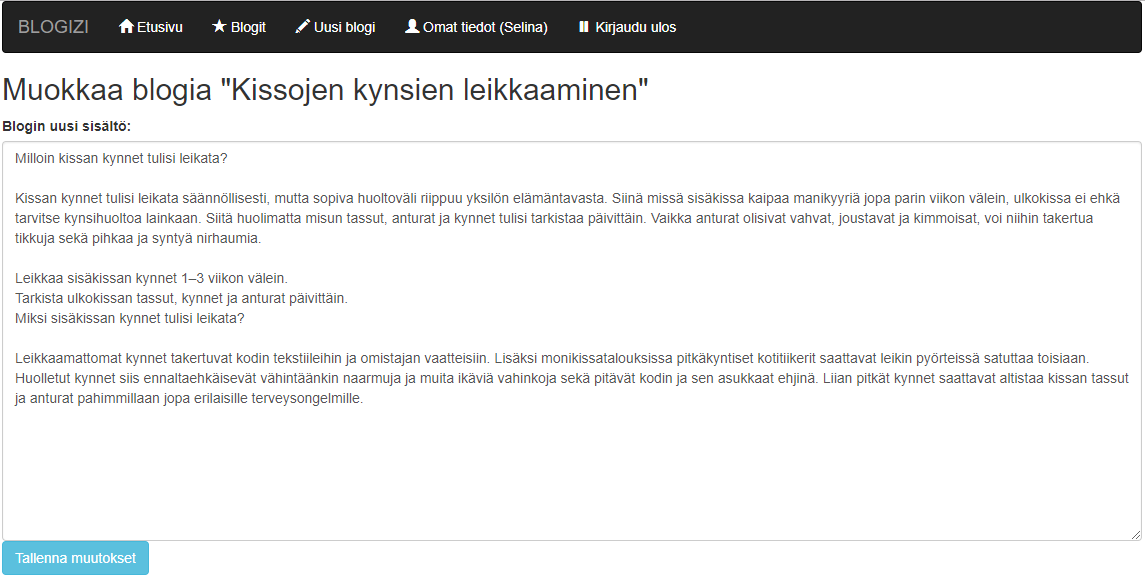 BLOGIZI Etusivu Blogit Uusi blogi Omat tiedot (Selina) Kirjaudu ulos
Muokkaa blogia "Kissojen kynsien leikkaaminen"
Blogin uusi sisältö:
Milloin kissan kynnet tulisi leikata?
Kissan kynnet tulisi leikata säännöllisesti, mutta sopiva huoltoväli riippuu yksilön elämäntavasta. Siinä missä sisäkissa kaipaa manikyyriä jopa parin viikon välein, ulkokissa ei ehkä
tarvitse kynsihuoltoa lainkaan. Siitä huolimatta misun tassut, anturat ja kynnet tulisi tarkistaa päivittäin. Vaikka anturat olisivat vahvat, joustavat ja kimmoisat, voi niihin takertua
tikkuja sekä pihkaa ja syntyä nirhaumia.
Leikkaa sisäkissan kynnet 1–3 viikon välein.
Tarkista ulkokissan tassut, kynnet ja anturat päivittäin.
Miksi sisäkissan kynnet tulisi leikata?
Leikkaamattomat kynnet takertuvat kodin tekstiileihin ja omistajan vaatteisiin. Lisäksi monikissatalouksissa pitkäkyntiset kotitiikerit saattavat leikin pyörteissä satuttaa toisiaan.
Huolletut kynnet siis ennaltaehkäisevät vähintäänkin naarmuja ja muita ikäviä vahinkoja sekä pitävät kodin ja sen asukkaat ehjinä. Liian pitkät kynnet saattavat altistaa kissan tassut
ja anturat pahimmillaan jopa erilaisille terveysongelmille.
Tallenna muutokset